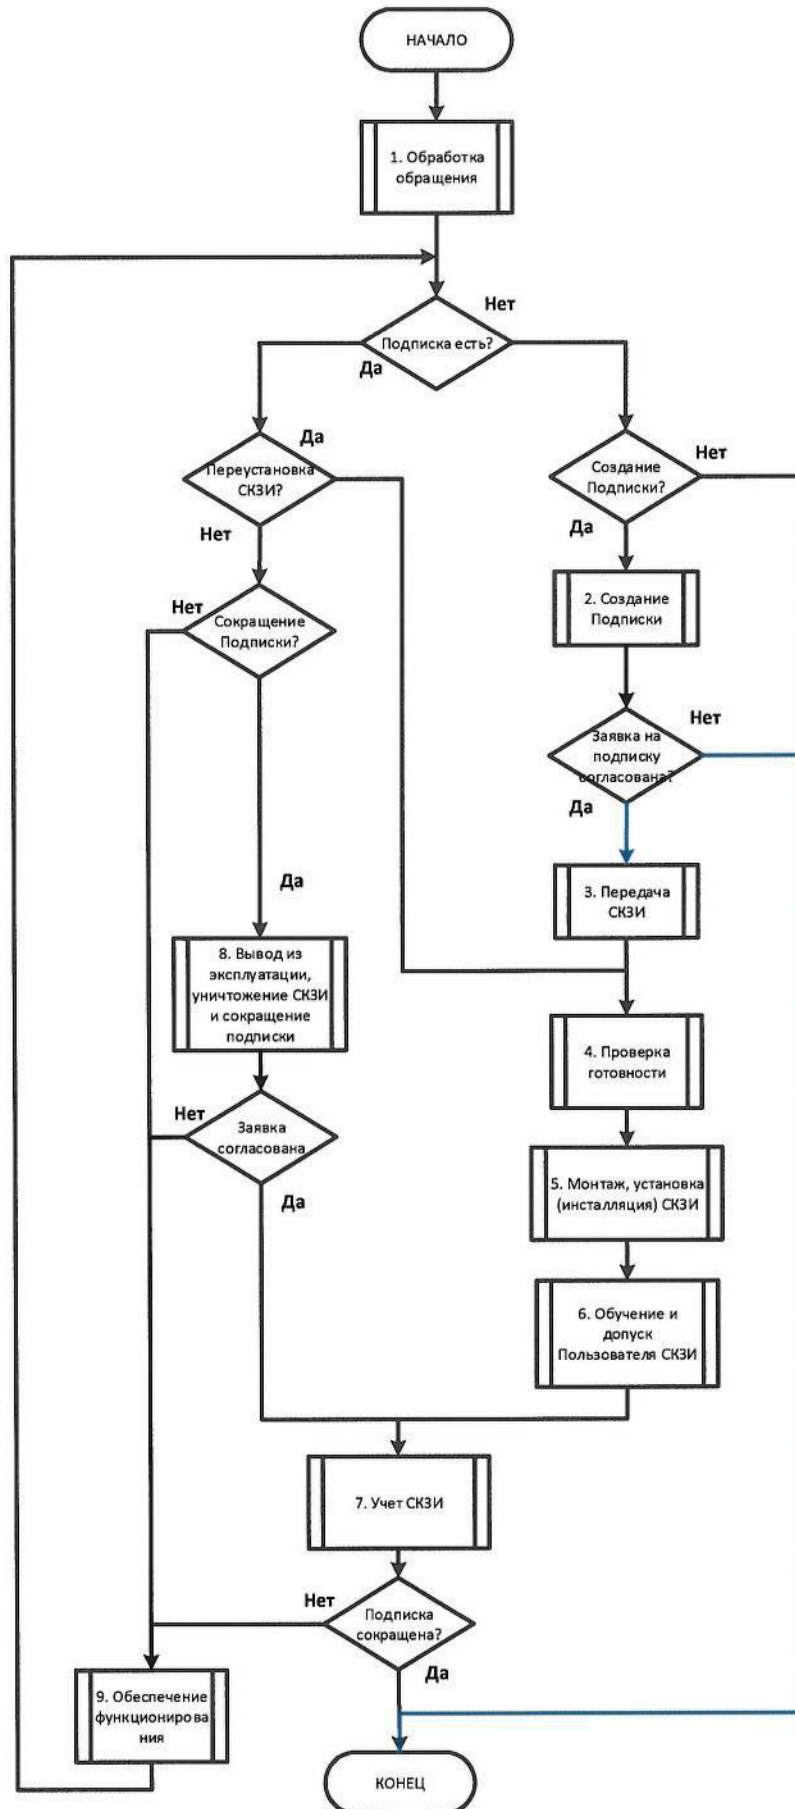 НАЧАЛО
1. Обработка
обращения
Нет
Подписка есть?
Да
Да
Переустановка
СКЗИ?
Нет
Создание
Подписки?
Нет
Да
Нет
Сокращение
Подписки?
2. Создание
Подписки
Нет
Заявка на
подписку
согласована?
Да
Да
3. Передача
СКЗИ
8. Вывод из
эксплуатации,
уничтожение СКЗИ
и сокращение
подписки
4. Проверка
готовности
Нет
Заявка
согласована
Да
5. Монтаж, установка
(инсталляция) СКЗИ
6. Обучение и
допуск
Пользователя СКЗИ
7. Учет СКЗИ
Нет
Подписка
сокращена?
Да
9. Обеспечение
функционирова
ния
КОНЕЦ